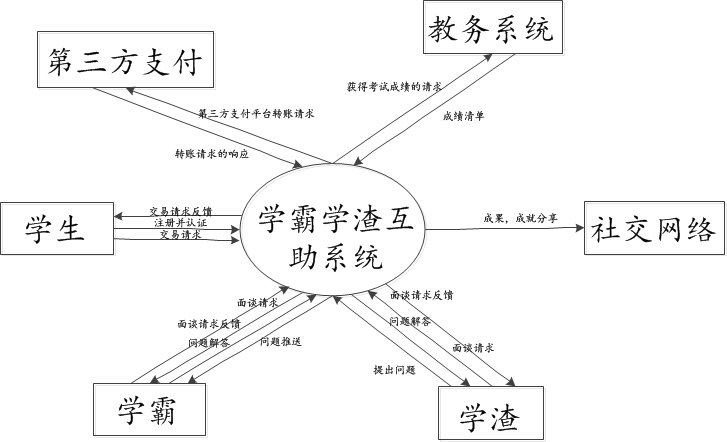 教务系统
第三方支付
获得考试成绩的请求
第三方支付平台转账请求
成绩清单
转账请求的响应
交易请求反馈
学生
注册并认证
交易请求
学霸学渣互
助系统
成果，成就分享
社交网络
面谈请求
面谈请求反馈
面谈请求反馈
问题解答
问题推送
问题解答
面谈请求
提出问题
学霸
学渣